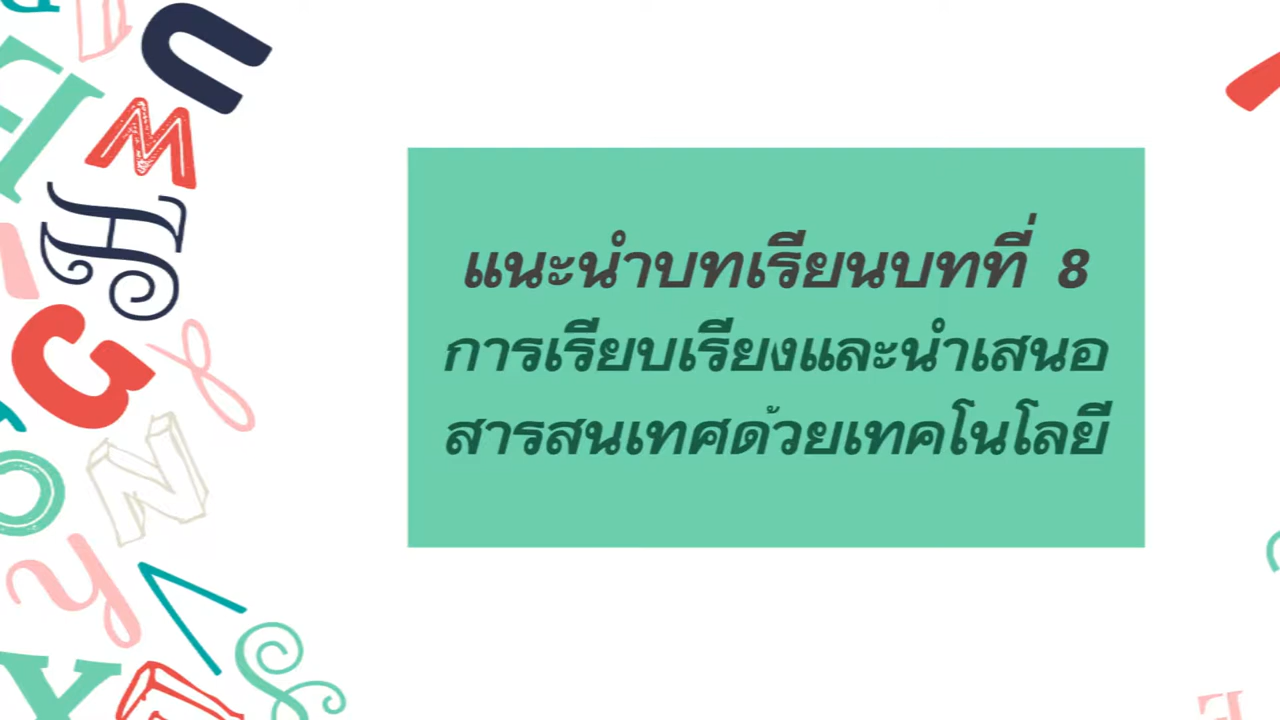 แนะนำบทเรียนบทที่ 8
การเรียบเรียงและนำเสนอ
สารสนเทศด้วยเทคโนโลยี